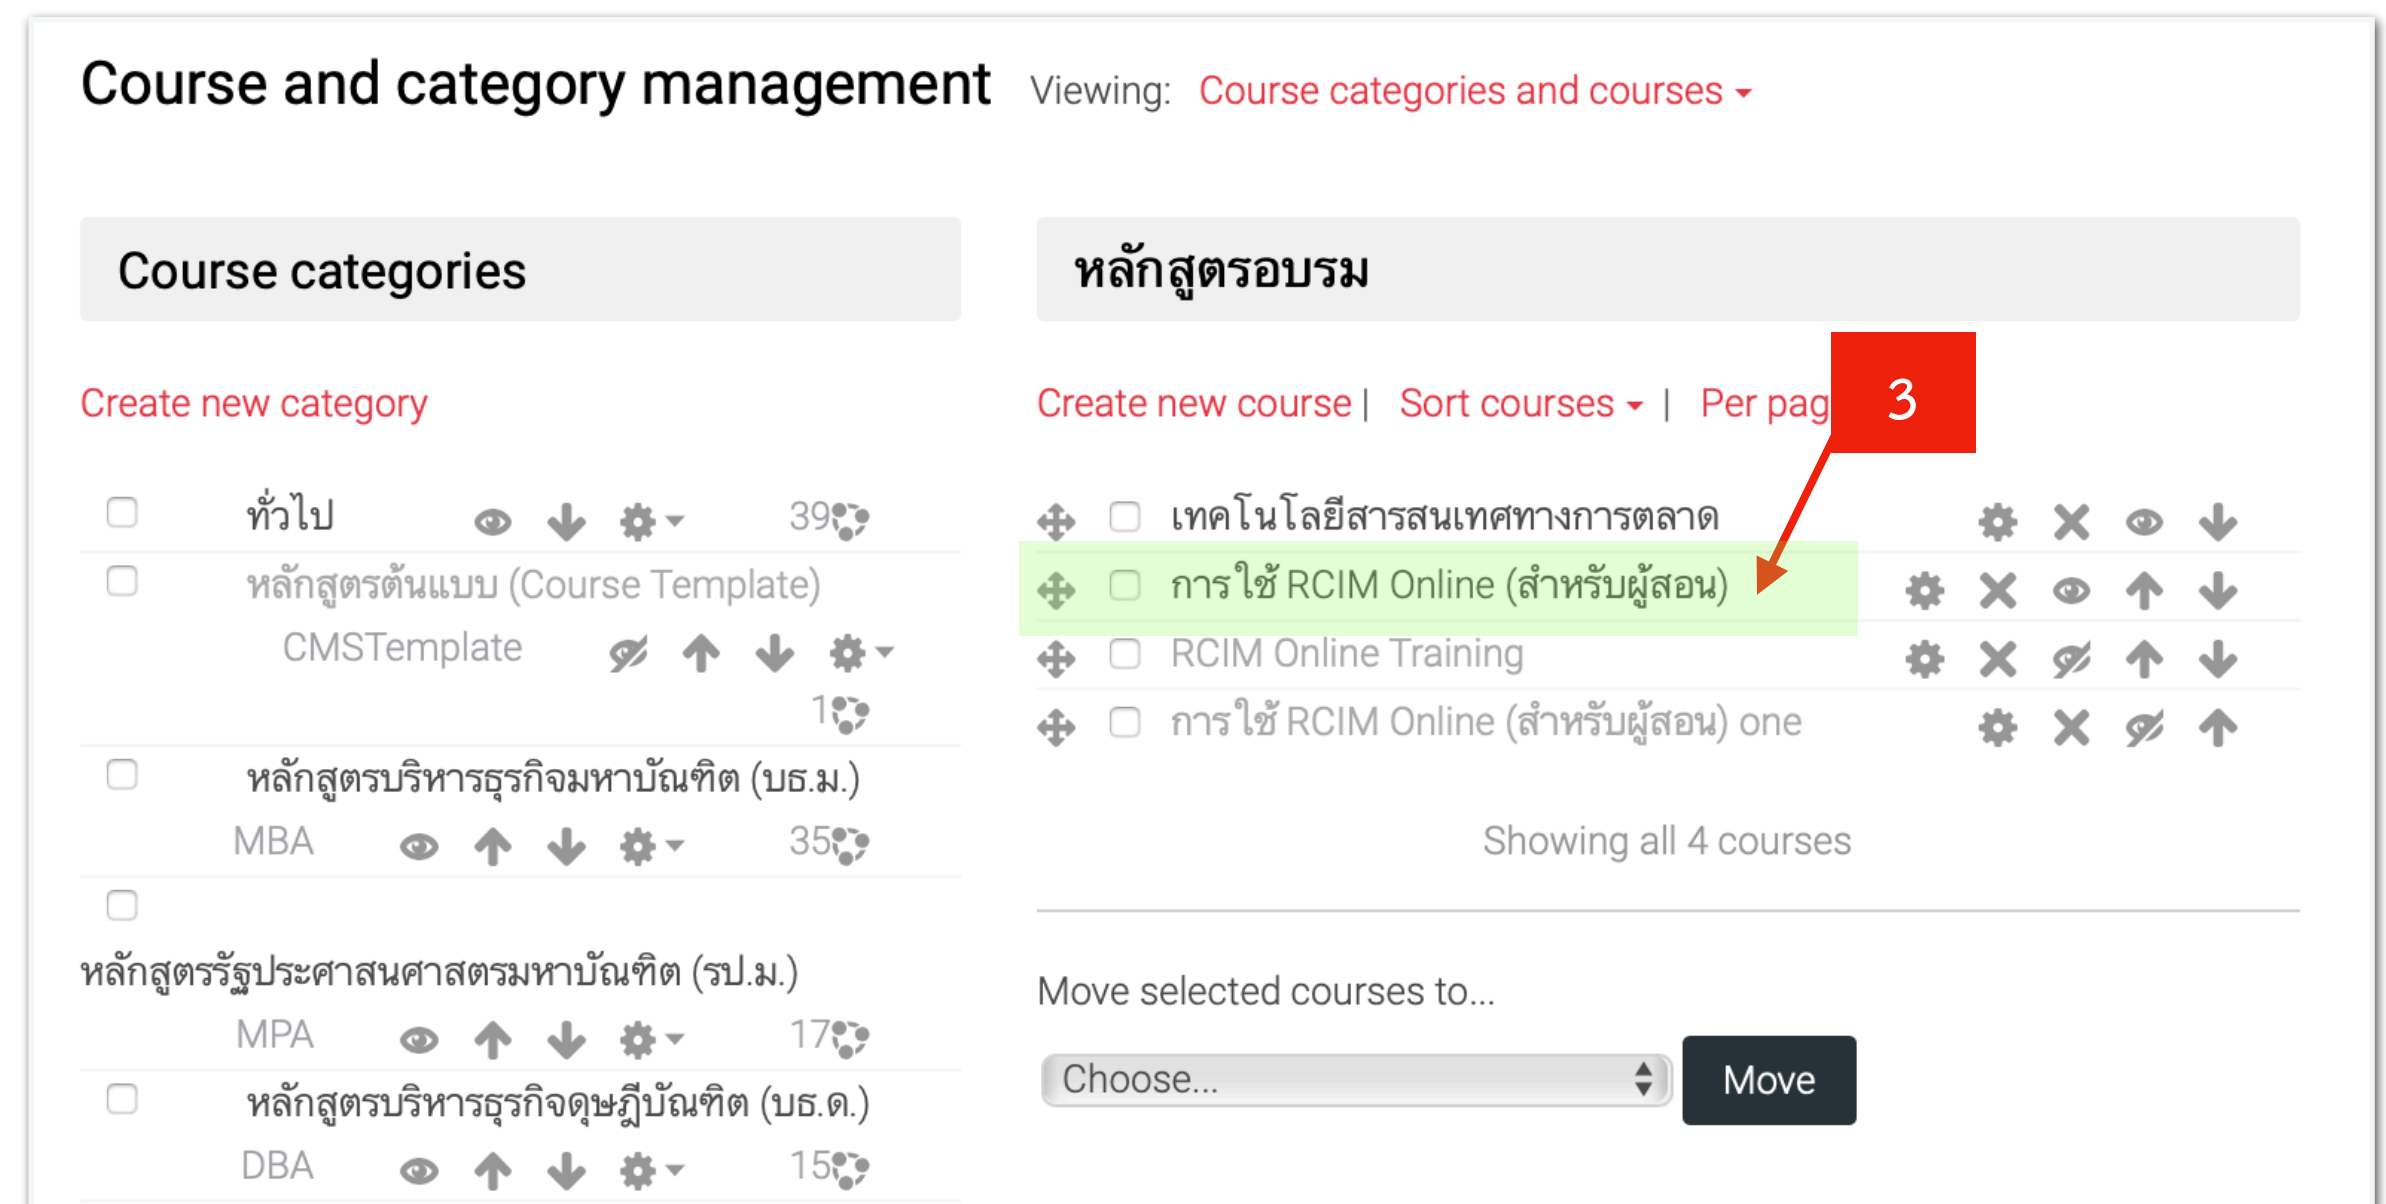 Course and category management Viewing: Course categories and courses
Course categories
Create new category
ทั่วไป 39
หลักสูตรต้นแบบ (Course Template)
CMSTemplate
1
หลักสูตรบริหารธุรกิจมหาบัณฑิต (บธ.ม.)
MBA 35
หลักสูตรรัฐประศาสนศาสตรมหาบัณฑิต (รป.ม.)
MPA 17
หลักสูตรบริหารธุรกิจดุษฎีบัณฑิต (บธ.ด.)
DBA 15
หลักสูตรอบรม
Create new course | Sort courses | Per pag
3
เทคโนโลยีสารสนเทศทางการตลาด
การใช้ RCIM Online (สำหรับผู้สอน)
RCIM Online Training
การใช้ RCIM Online (สำหรับผู้สอน) one
Showing all 4 courses
Move selected courses to...
Choose... Move